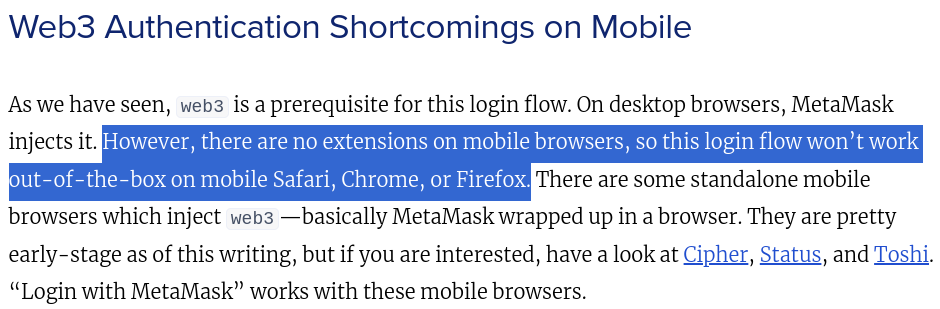 Web3 Authentication Shortcomings on Mobile
As we have seen, web3 is a prerequisite for this login flow. On desktop browsers, MetaMask
injects it. However, there are no extensions on mobile browsers, so this login flow won’t work
out-of-the-box on mobile Safari, Chrome, or Firefox. There are some standalone mobile
browsers which inject web3—basically MetaMask wrapped up in a browser. They are pretty
early-stage as of this writing, but if you are interested, have a look at Cipher, Status, and Toshi.
“Login with MetaMask” works with these mobile browsers.